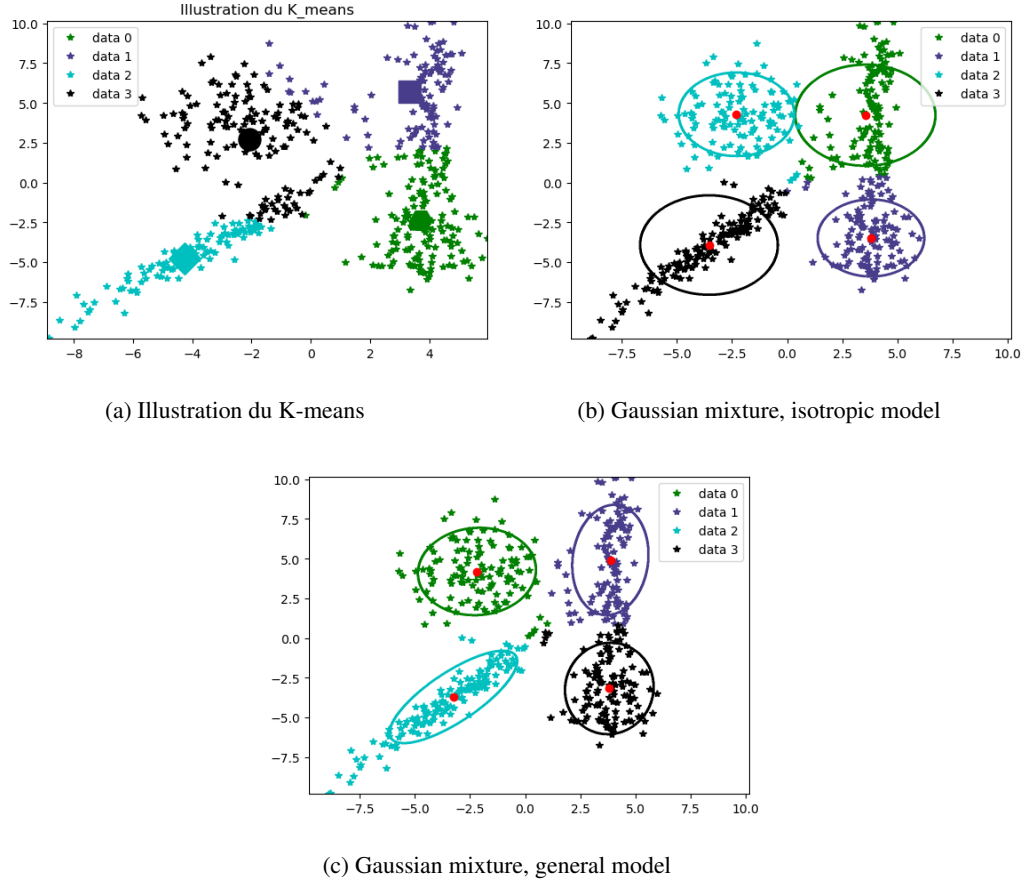 Illustration du K_means
10.0
7.5
5.0
2.5
0.0
−2.5
−5.0
−7.5
−8 −6 −4 −2 0 2 4
data 0
data 1
data 2
data 3
10.0
7.5
5.0
2.5
0.0
−2.5
−5.0
−7.5
−7.5 −5.0 −2.5 0.0 2.5 5.0 7.5 10.0
data 0
data 1
data 2
data 3
(a) Illustration du K-means
(b) Gaussian mixture, isotropic model
10.0
7.5
5.0
2.5
0.0
−2.5
−5.0
−7.5
−7.5 −5.0 −2.5 0.0 2.5 5.0 7.5 10.0
data 0
data 1
data 2
data 3
(c) Gaussian mixture, general model